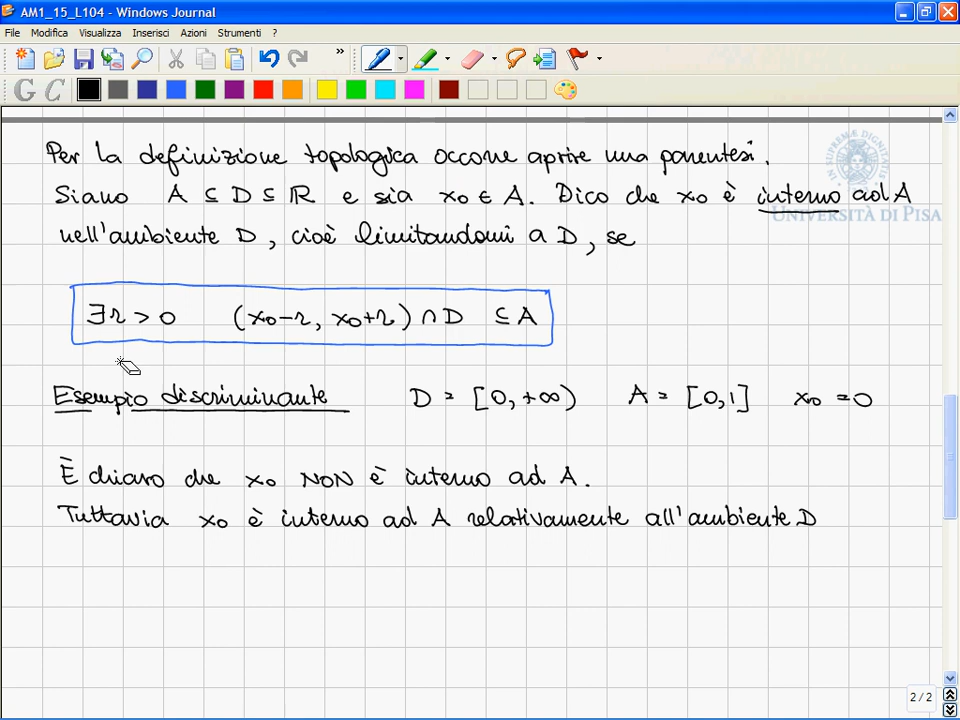 AM1_15_L104 - Windows Journal
File Modifica Visualizza Inserisci Azioni Strumenti ?
Per la definizione topologica occorre aprire una parentesi.
IN SUPREMÆ DIGNITATIS
UNIVERSITÀ DI PISA
Siano A ⊆ D ⊆ ℝ e sia x0 ∈ A. Dico che x0 è interno ad A
nell'ambiente D, cioè limitandomi a D, se
∃ r > 0 (x0-r, x0+r) ∩ D ⊆ A
Esempio discriminante D = [0, +∞) A = [0,1] x0 = 0
È chiaro che x0 NON è interno ad A.
Tuttavia x0 è interno ad A relativamente all'ambiente D
2 / 2